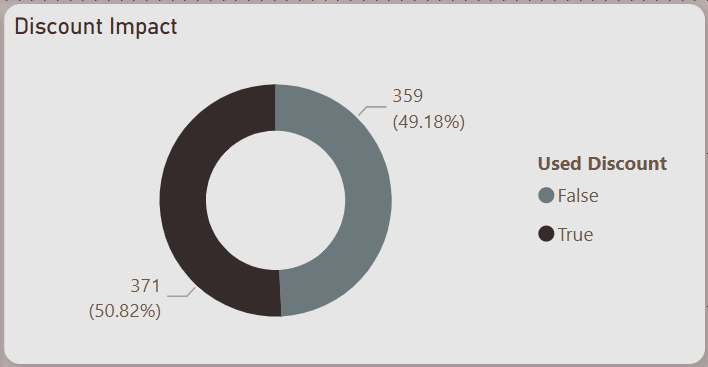 Discount Impact
359
(49.18%)
Used Discount
False
True
371
(50.82%)